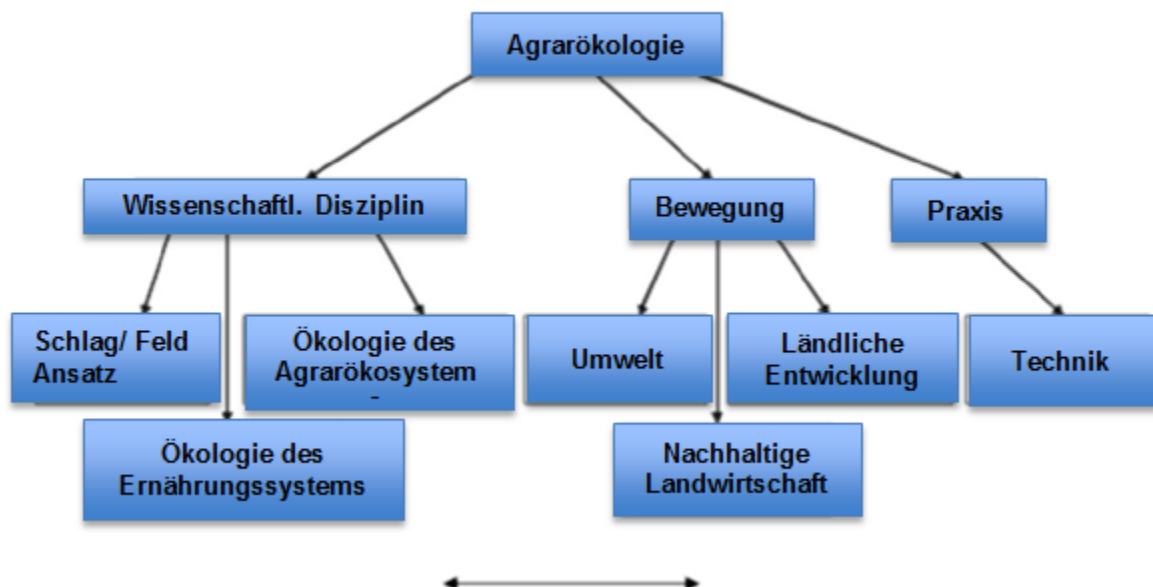 Agrarökologie
Wissenschaftl. Disziplin
Bewegung
Praxis
Schlag/ Feld
Ansatz
Ökologie des
Agrarökosystem
-
Umwelt
Ländliche
Entwicklung
Technik
Ökologie des
Ernährungssystems
Nachhaltige
Landwirtschaft